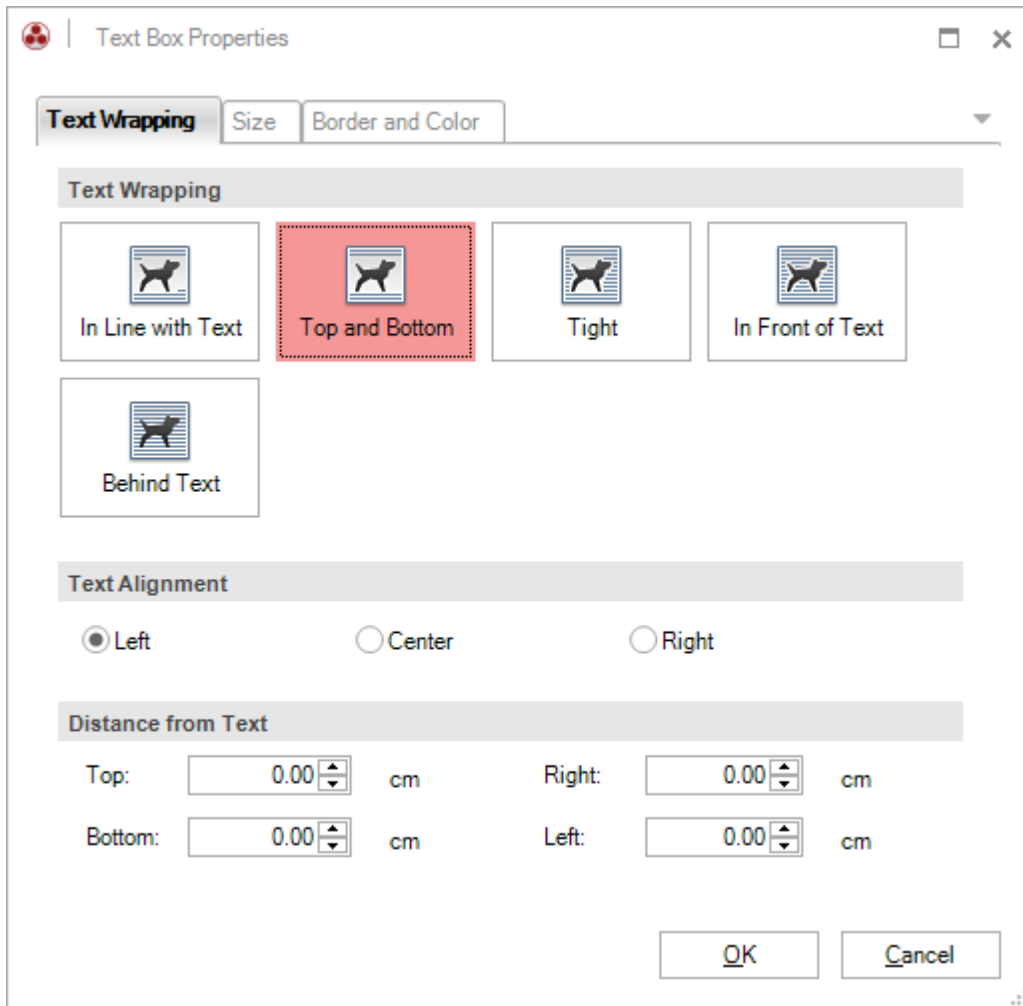 Text Box Properties
Text Wrapping Size Border and Color
Text Wrapping
In Line with Text Top and Bottom Tight In Front of Text
Behind Text
Text Alignment
Left Center Right
Distance from Text
Top: 0.00 cm Right: 0.00 cm
Bottom: 0.00 cm Left: 0.00 cm
OK Cancel